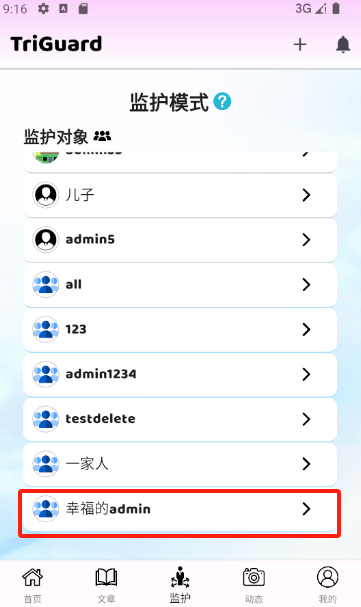 9:16 A 3G
TriGuard
监护模式 ?
监护对象
儿子
admin5
all
123
admin1234
testdelete
一家人
幸福的admin
首页 文章 监护 动态 我的